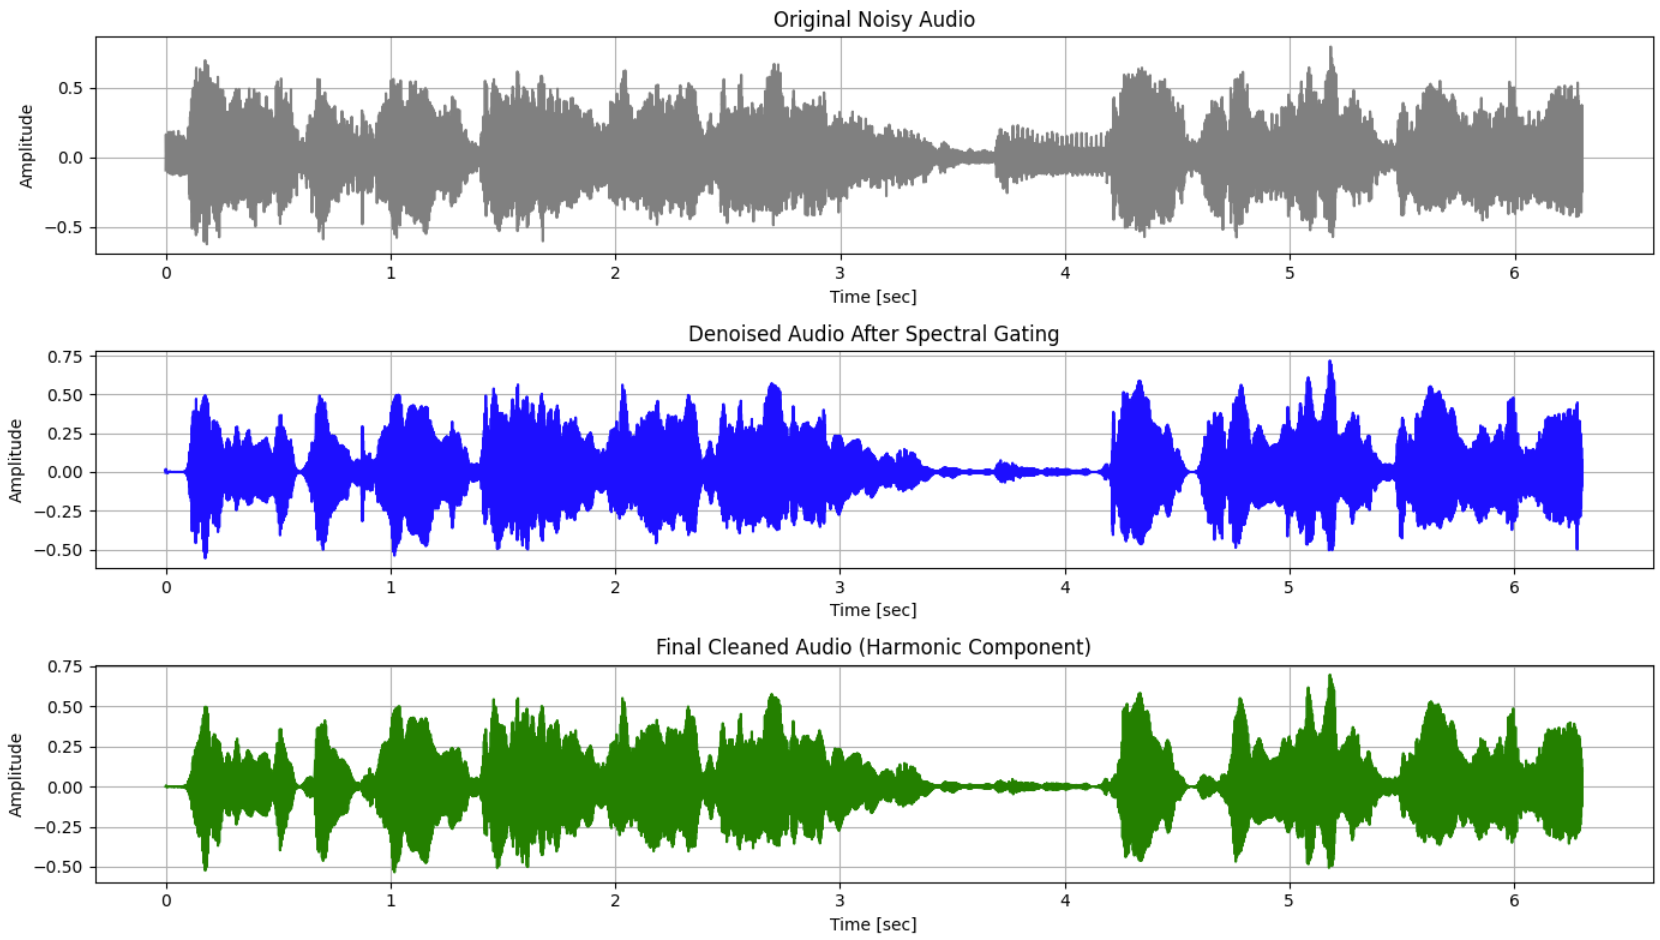 Original Noisy Audio
Amplitude
0.5
0.0
−0.5
0 1 2 3 4 5 6
Time [sec]
Denoised Audio After Spectral Gating
Amplitude
0.75
0.50
0.25
0.00
−0.25
−0.50
0 1 2 3 4 5 6
Time [sec]
Final Cleaned Audio (Harmonic Component)
Amplitude
0.75
0.50
0.25
0.00
−0.25
−0.50
0 1 2 3 4 5 6
Time [sec]